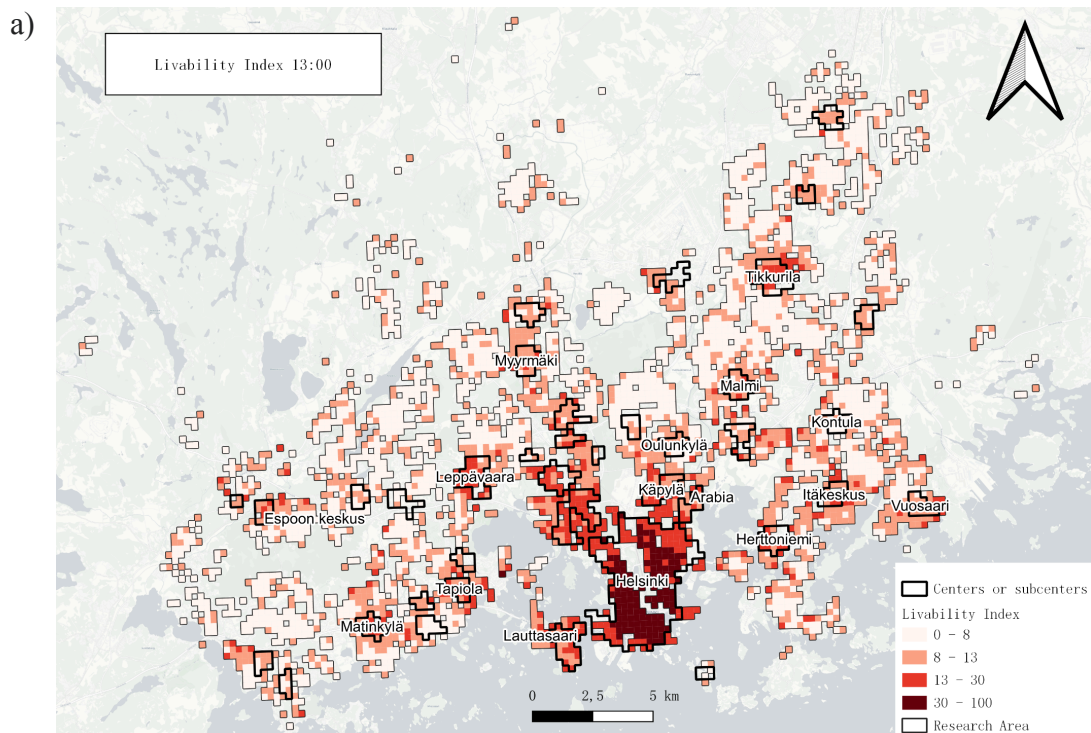 a)
Livability Index 13:00
Tikkurila
Myyrmäki
Malmi
Kontula
Oulunkylä
Leppävaara
Käpylä
Arabia
Itäkeskus
Vuosaari
Espoon keskus
Herttoniemi
Helsinki
Tapiola
Matinkylä
Lauttasaari
Centers or subcenters
Livability Index
0 - 8
8 - 13
13 - 30
30 - 100
Research Area
0 2,5 5 km